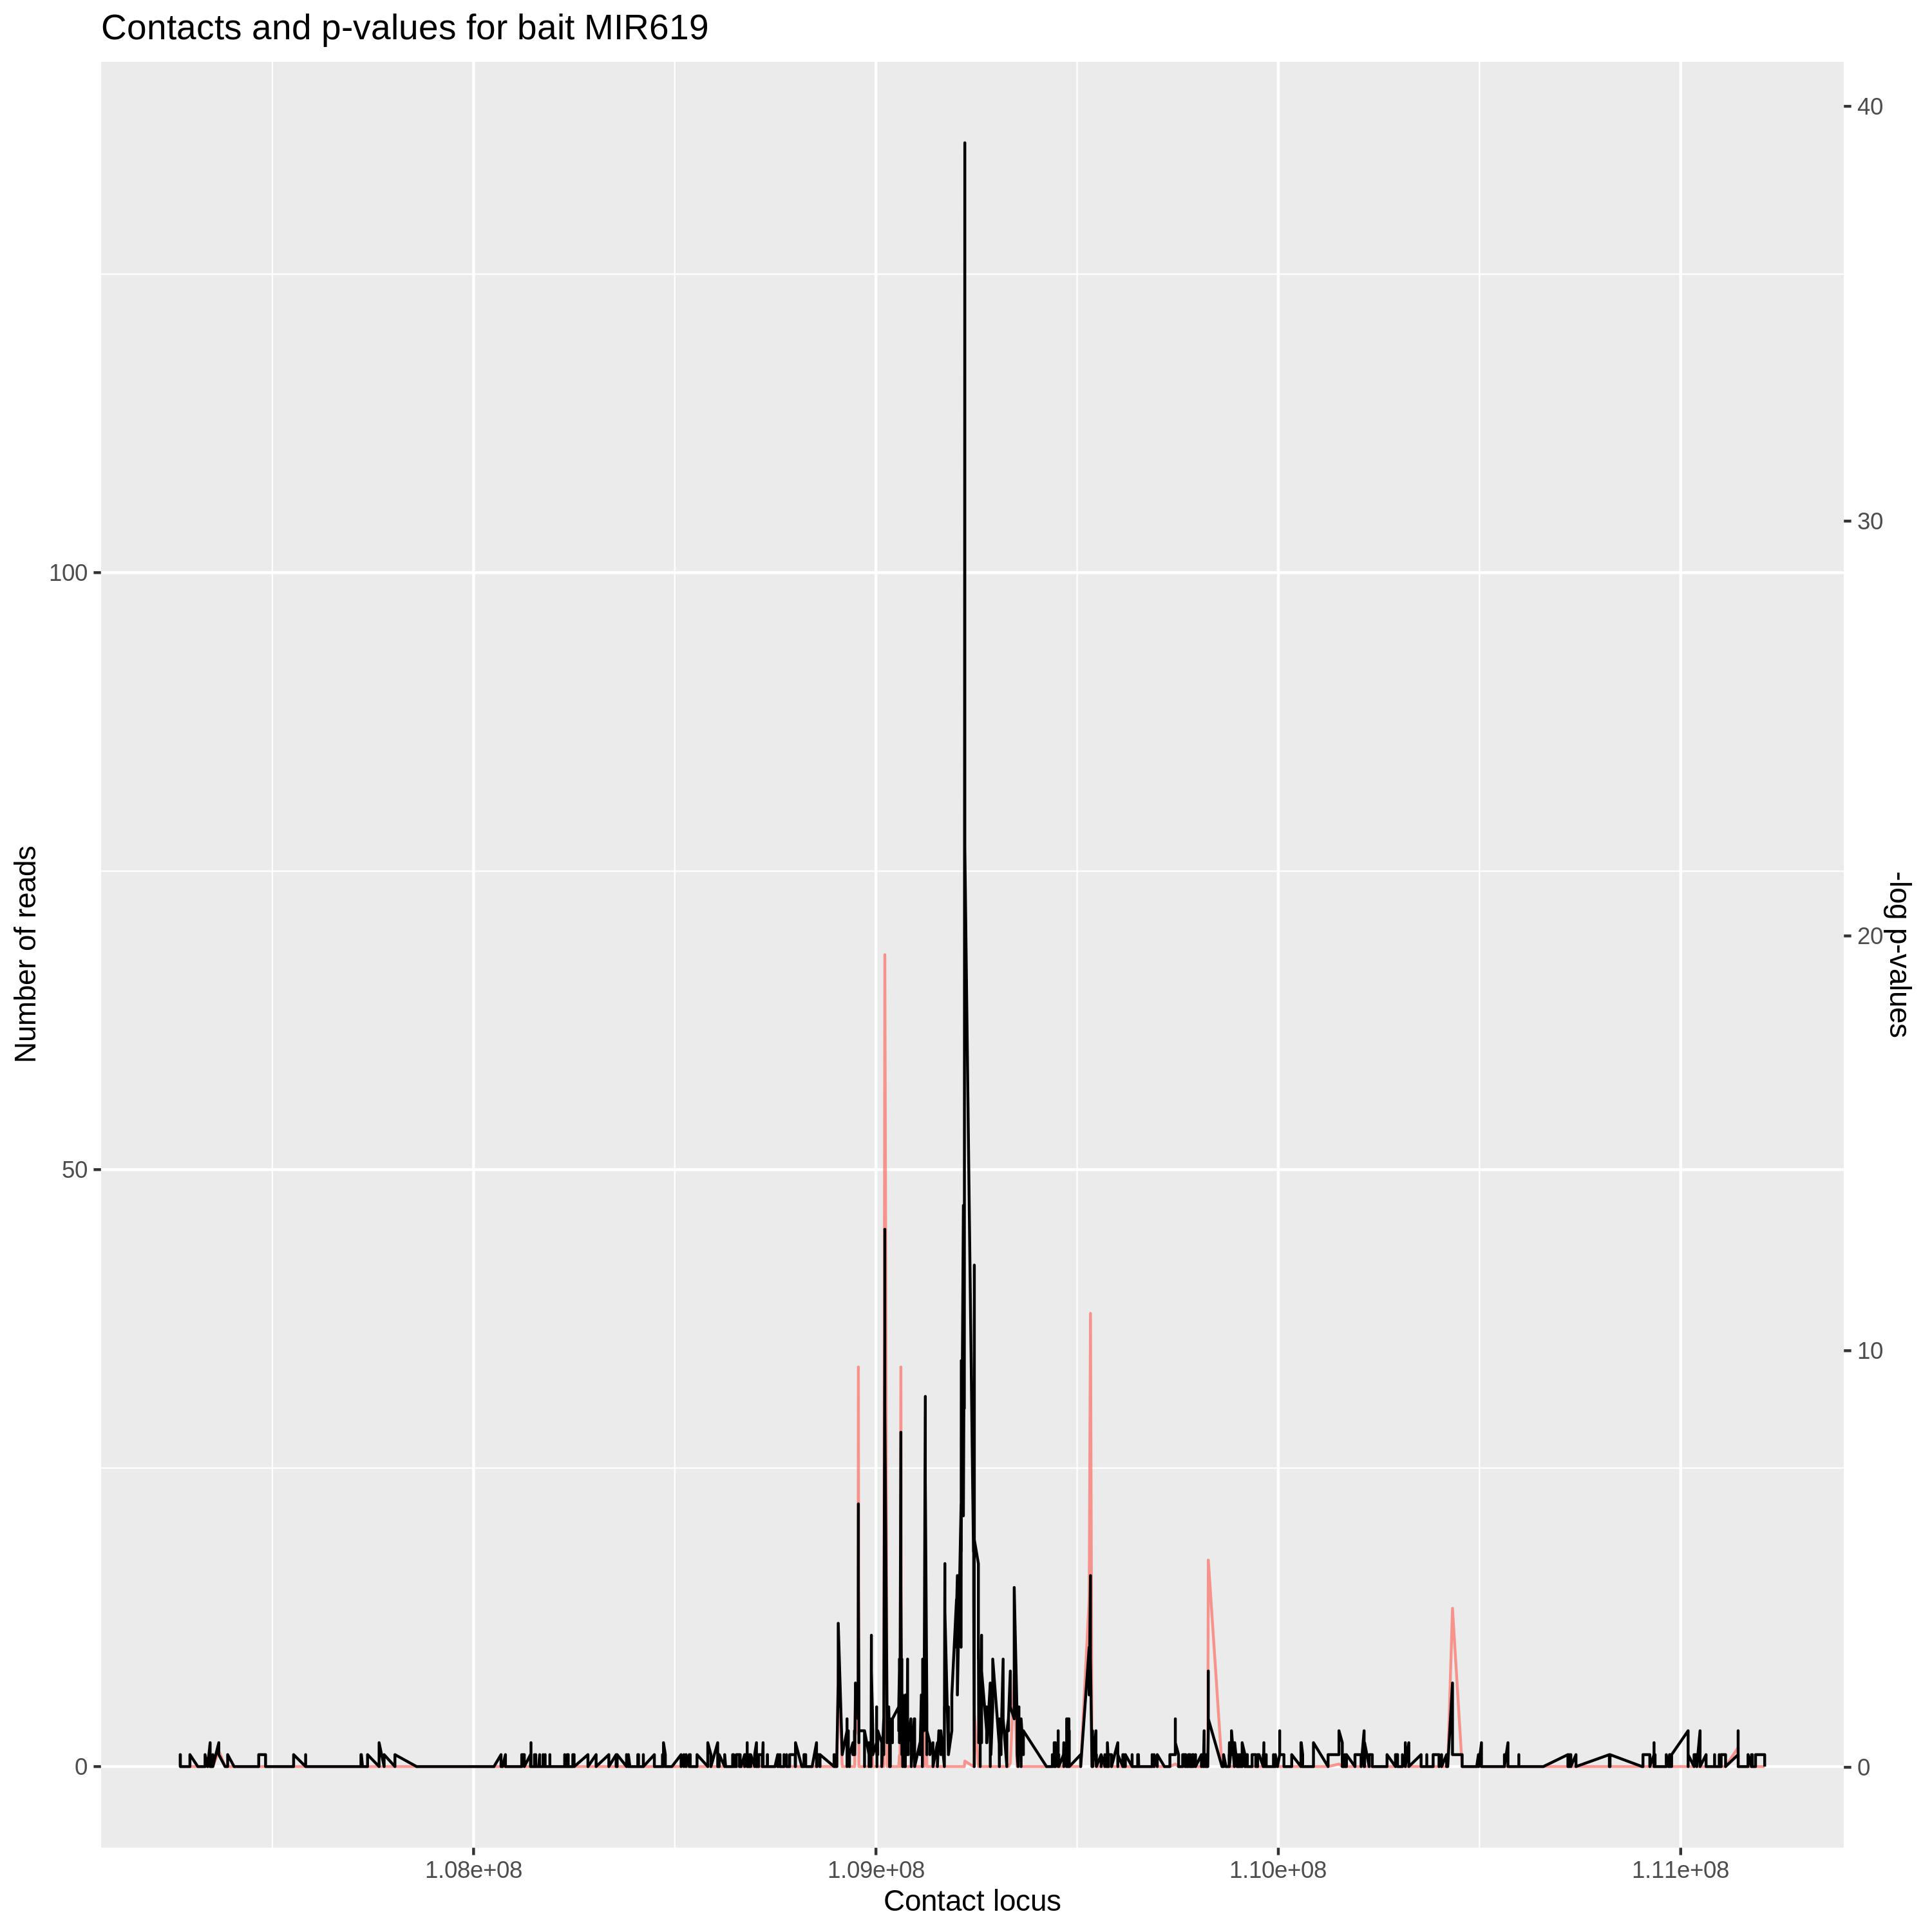 Contacts and p-values for bait MIR619
40
30
100
20
50
10
0
0
Number of reads
-log p-values
1.08e+08
1.09e+08
1.10e+08
1.11e+08
Contact locus